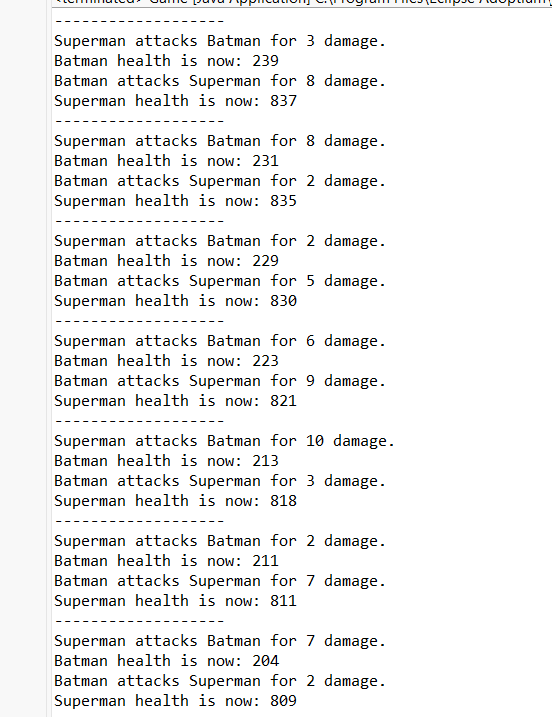 <terminated> Game [Java Application] C:\Program Files\Eclipse Adoptium\
-------------------
Superman attacks Batman for 3 damage.
Batman health is now: 239
Batman attacks Superman for 8 damage.
Superman health is now: 837
-------------------
Superman attacks Batman for 8 damage.
Batman health is now: 231
Batman attacks Superman for 2 damage.
Superman health is now: 835
-------------------
Superman attacks Batman for 2 damage.
Batman health is now: 229
Batman attacks Superman for 5 damage.
Superman health is now: 830
-------------------
Superman attacks Batman for 6 damage.
Batman health is now: 223
Batman attacks Superman for 9 damage.
Superman health is now: 821
-------------------
Superman attacks Batman for 10 damage.
Batman health is now: 213
Batman attacks Superman for 3 damage.
Superman health is now: 818
-------------------
Superman attacks Batman for 2 damage.
Batman health is now: 211
Batman attacks Superman for 7 damage.
Superman health is now: 811
-------------------
Superman attacks Batman for 7 damage.
Batman health is now: 204
Batman attacks Superman for 2 damage.
Superman health is now: 809